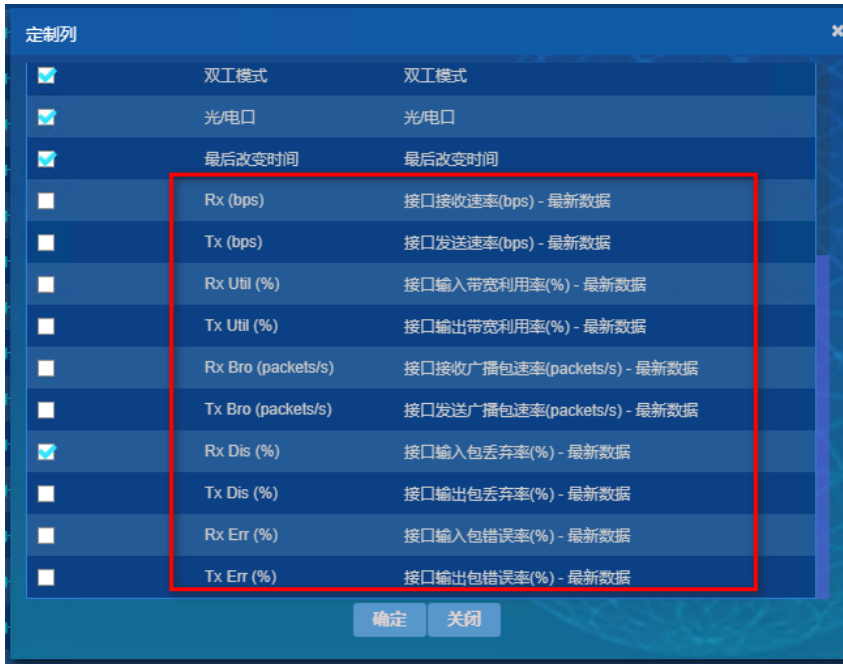 定制列
双工模式 双工模式
光/电口 光/电口
最后改变时间 最后改变时间
Rx (bps) 接口接收速率(bps) - 最新数据
Tx (bps) 接口发送速率(bps) - 最新数据
Rx Util (%) 接口输入带宽利用率(%) - 最新数据
Tx Util (%) 接口输出带宽利用率(%) - 最新数据
Rx Bro (packets/s) 接口接收广播包速率(packets/s) - 最新数据
Tx Bro (packets/s) 接口发送广播包速率(packets/s) - 最新数据
Rx Dis (%) 接口输入包丢弃率(%) - 最新数据
Tx Dis (%) 接口输出包丢弃率(%) - 最新数据
Rx Err (%) 接口输入包错误率(%) - 最新数据
Tx Err (%) 接口输出包错误率(%) - 最新数据
确定 关闭